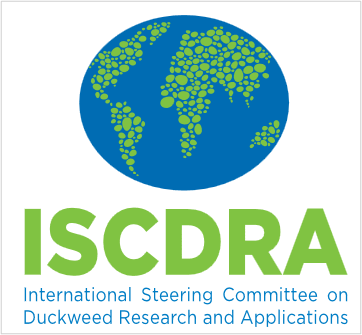 ISCDRA
International Steering Committee on
Duckweed Research and Applications